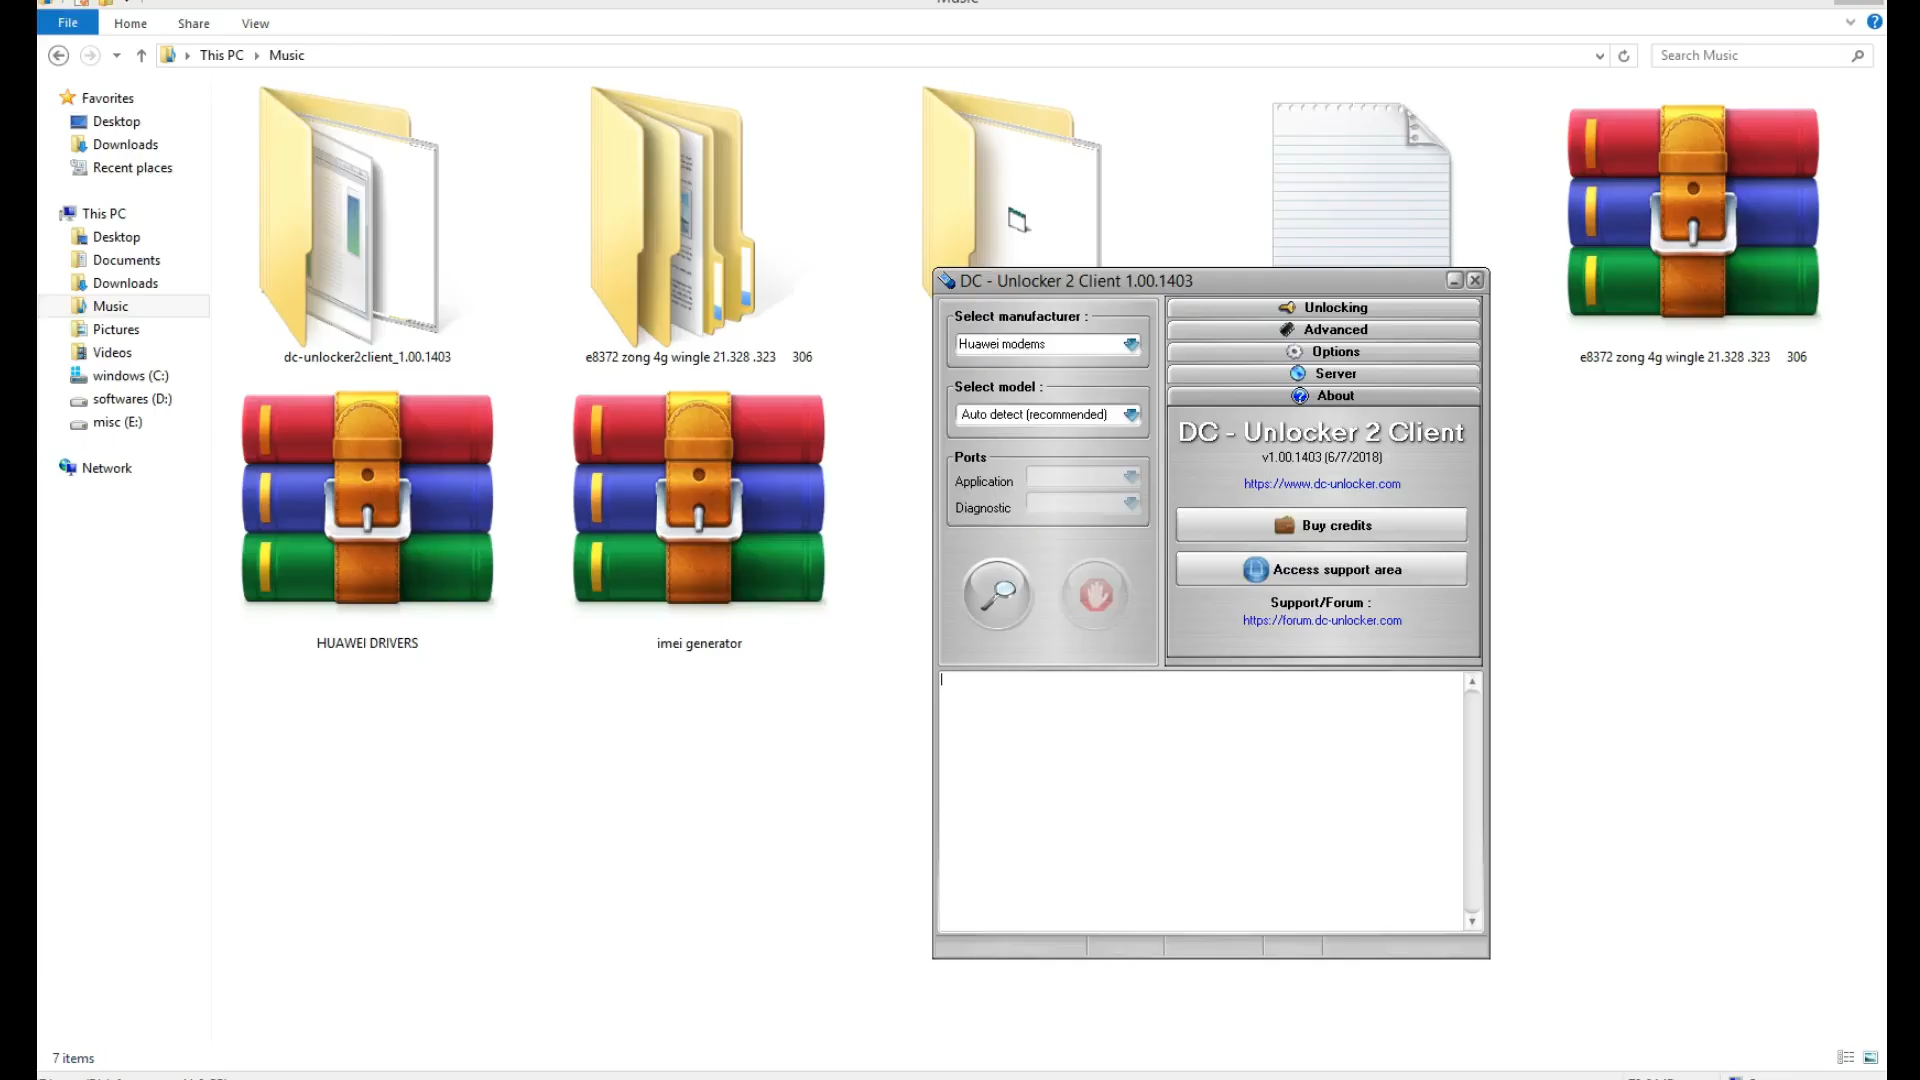 Music
File
Home
Share
View
This PC
Music
Search Music
Favorites
Desktop
Downloads
Recent places
This PC
Desktop
Documents
Downloads
Music
Pictures
Videos
windows (C:)
softwares (D:)
misc (E:)
Network
dc-unlocker2client_1.00.1403
e8372 zong 4g wingle 21.328 .323 306
e8372 zong 4g wingle 21.328 .323 306
HUAWEI DRIVERS
imei generator
DC - Unlocker 2 Client 1.00.1403
Select manufacturer :
Huawei modems
Select model :
Auto detect (recommended)
Ports
Application
Diagnostic
Unlocking
Advanced
Options
Server
About
DC - Unlocker 2 Client
v1.00.1403 (6/7/2018)
https://www.dc-unlocker.com
Buy credits
Access support area
Support/Forum :
https://forum.dc-unlocker.com
7 items